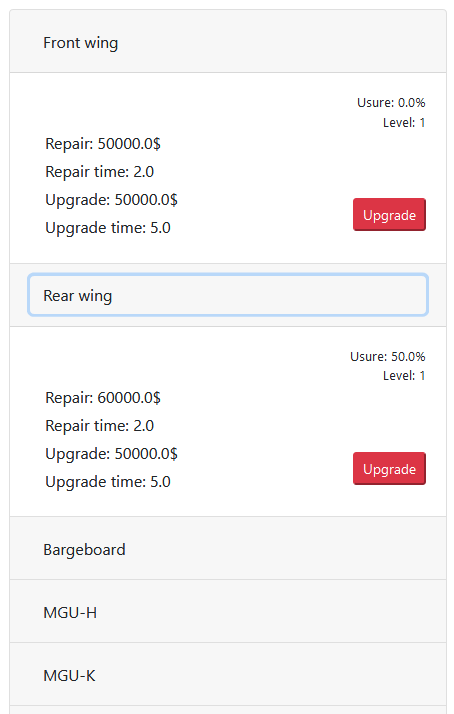 Front wing
Usure: 0.0%
Level: 1
Repair: 50000.0$
Repair time: 2.0
Upgrade: 50000.0$
Upgrade time: 5.0
Upgrade
Rear wing
Usure: 50.0%
Level: 1
Repair: 60000.0$
Repair time: 2.0
Upgrade: 50000.0$
Upgrade time: 5.0
Upgrade
Bargeboard
MGU-H
MGU-K